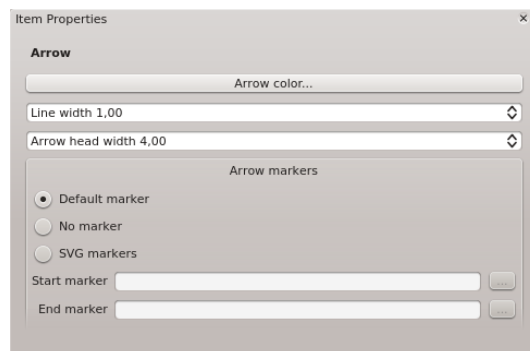 Item Properties
Arrow
Arrow color...
Line width 1,00
Arrow head width 4,00
Arrow markers
Default marker
No marker
SVG markers
Start marker ...
End marker ...